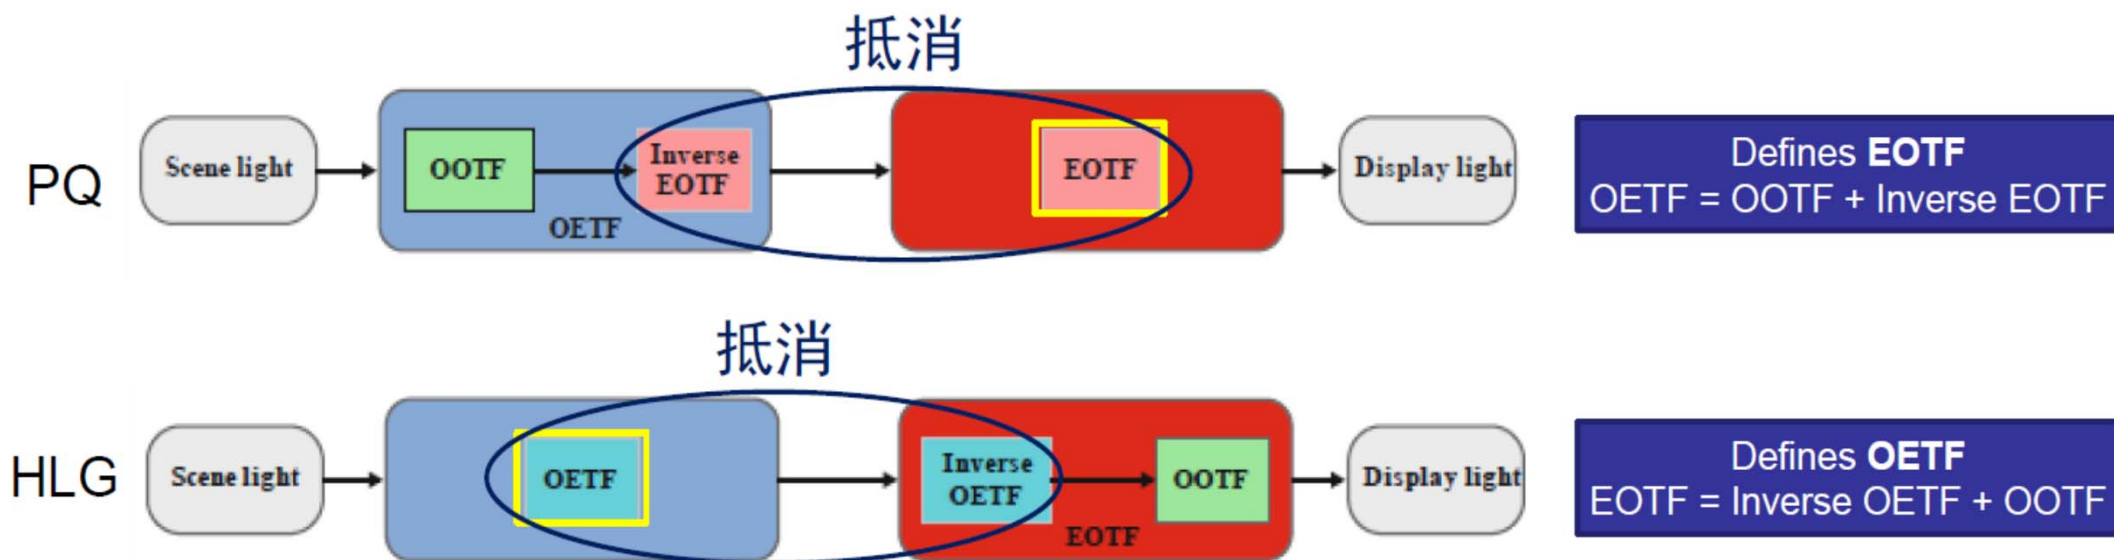 抵消
PQ
Scene light
OOTF
Inverse
EOTF
OETF
EOTF
Display light
Defines EOTF
OETF = OOTF + Inverse EOTF
抵消
HLG
Scene light
OETF
Inverse
OETF
OOTF
EOTF
Display light
Defines OETF
EOTF = Inverse OETF + OOTF